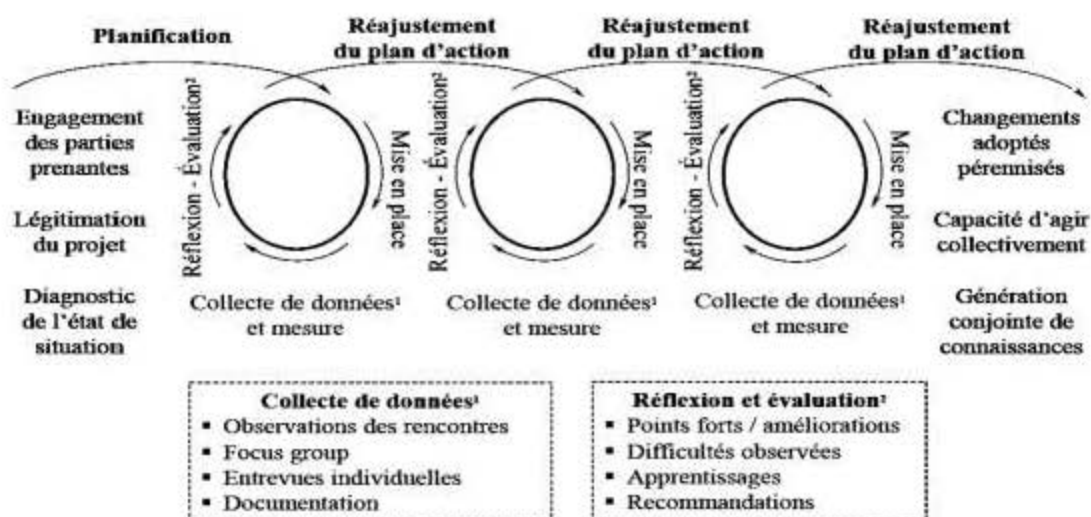 Planification
Réajustement
du plan d'action
Réajustement
du plan d'action
Réajustement
du plan d'action
Engagement
des parties
prenantes
Légitimation
du projet
Diagnostic
de l'état de
situation
Réflexion - Évaluation²
Mise en place
Collecte de données¹
et mesure
Réflexion - Évaluation²
Mise en place
Collecte de données¹
et mesure
Réflexion - Évaluation²
Mise en place
Collecte de données¹
et mesure
Changements
adoptés
pérennisés
Capacité d'agir
collectivement
Génération
conjointe de
connaissances
Collecte de données¹
▪ Observations des rencontres
▪ Focus group
▪ Entrevues individuelles
▪ Documentation
Réflexion et évaluation²
▪ Points forts / améliorations
▪ Difficultés observées
▪ Apprentissages
▪ Recommandations